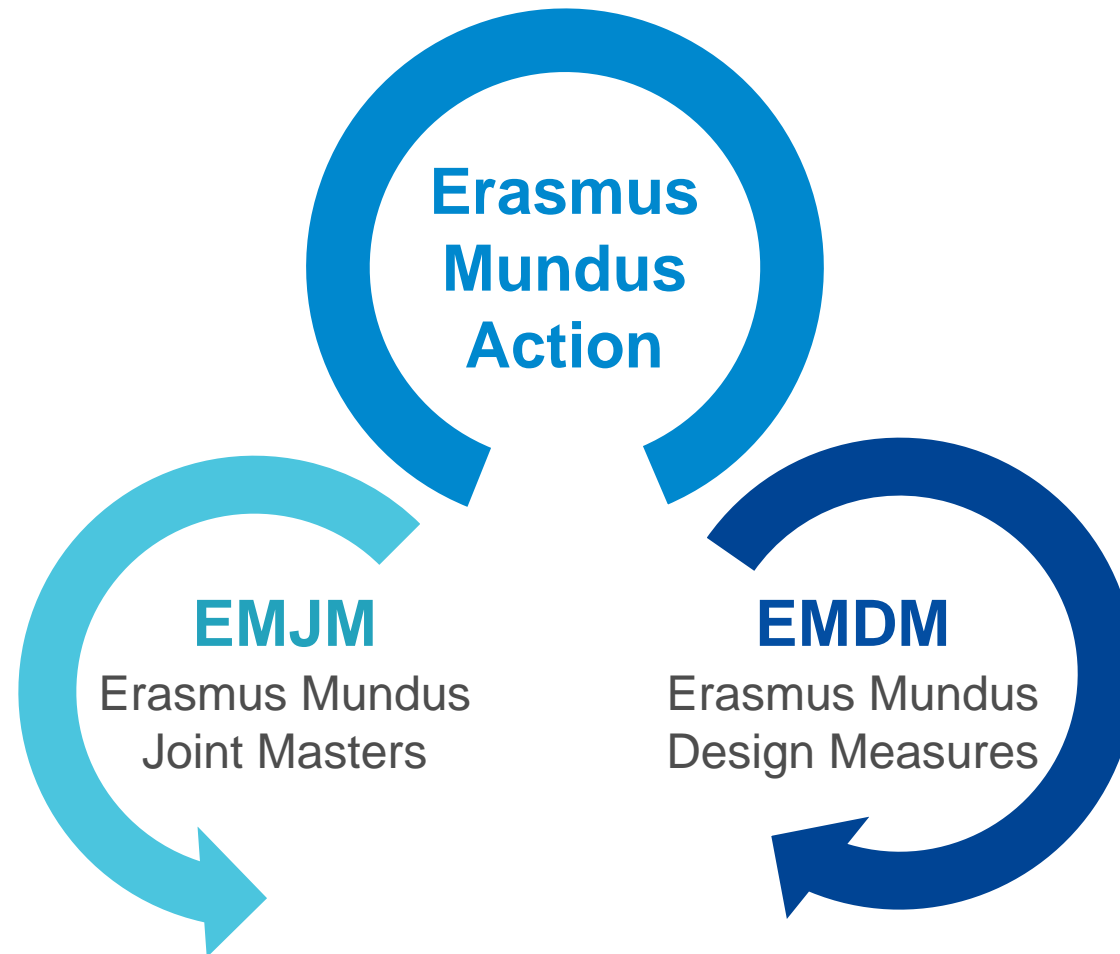 Erasmus
Mundus
Action
EMJM
Erasmus Mundus
Joint Masters
EMDM
Erasmus Mundus
Design Measures